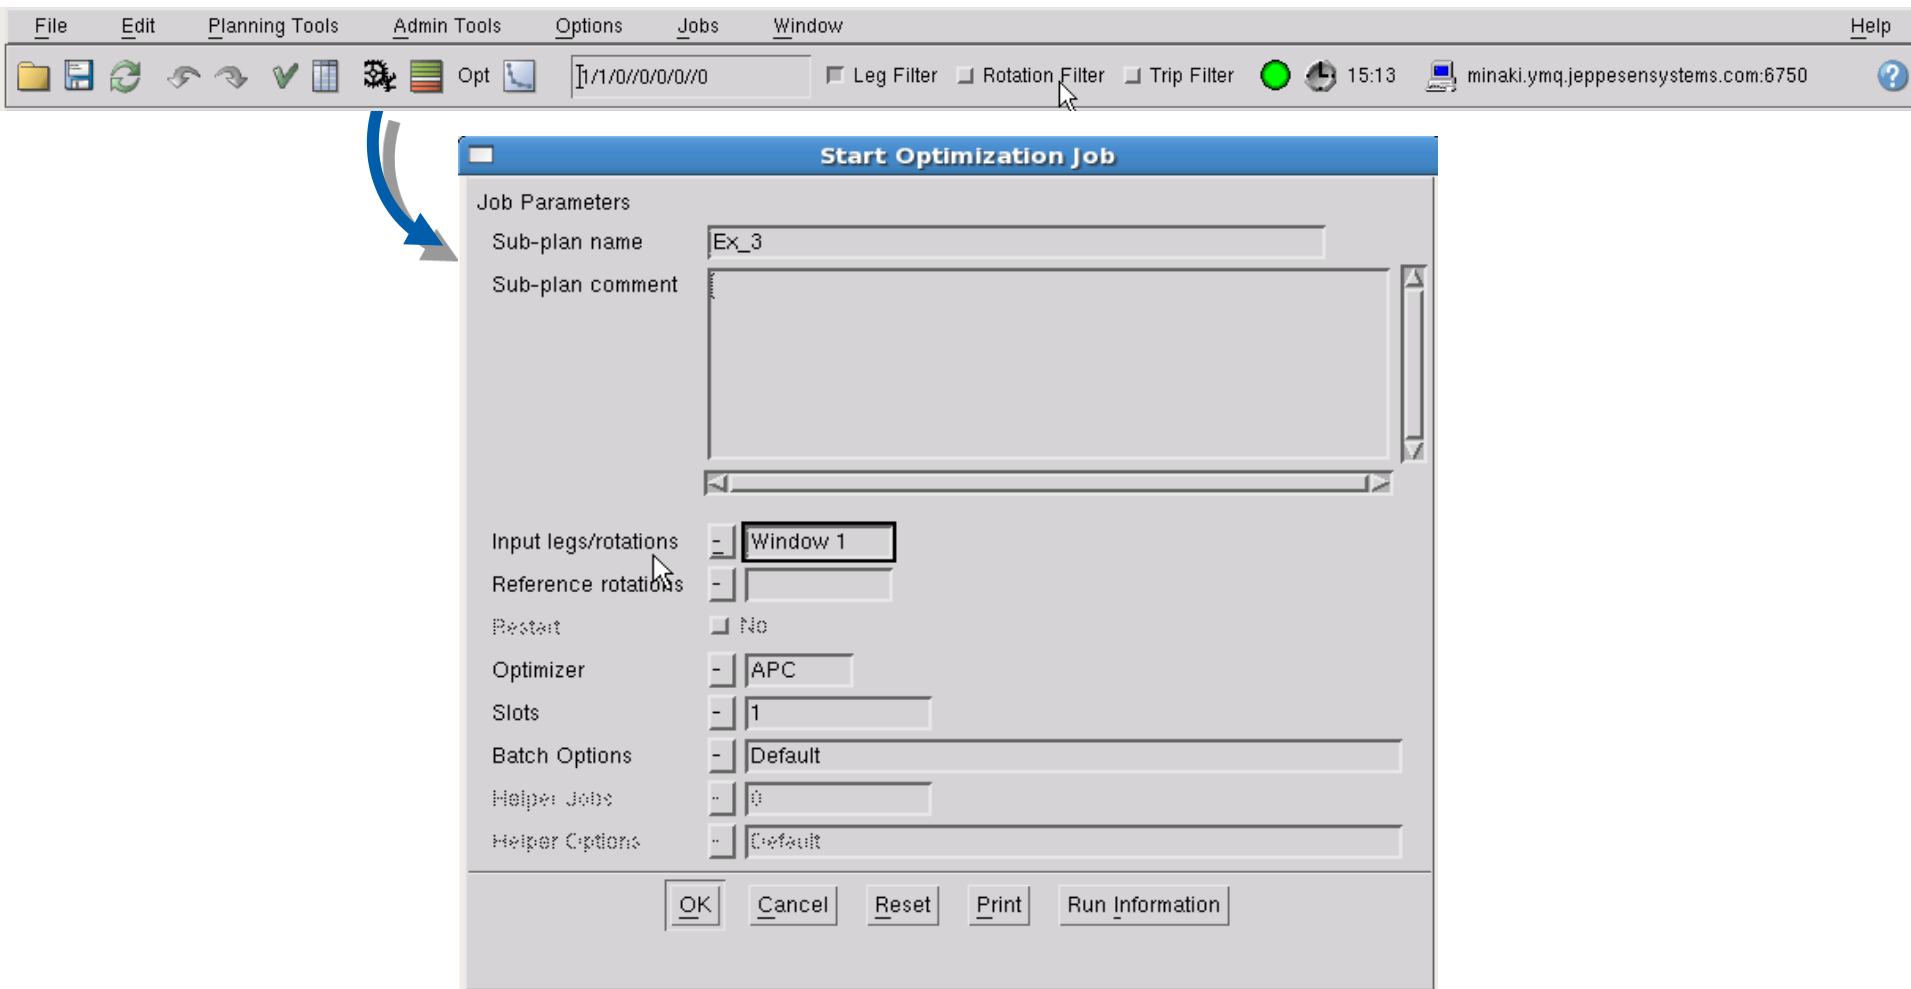 File Edit Planning Tools Admin Tools Options Jobs Window Help
Opt 1/1/0//0/0/0//0 Leg Filter Rotation Filter Trip Filter 15:13 minaki.ymq.jeppesensystems.com:6750 ?
Start Optimization Job
Job Parameters
Sub-plan name Ex_3
Sub-plan comment
Input legs/rotations - Window 1
Reference rotations -
Restart No
Optimizer - APC
Slots - 1
Batch Options - Default
Helper Jobs - 0
Helper Options - Default
OK Cancel Reset Print Run Information